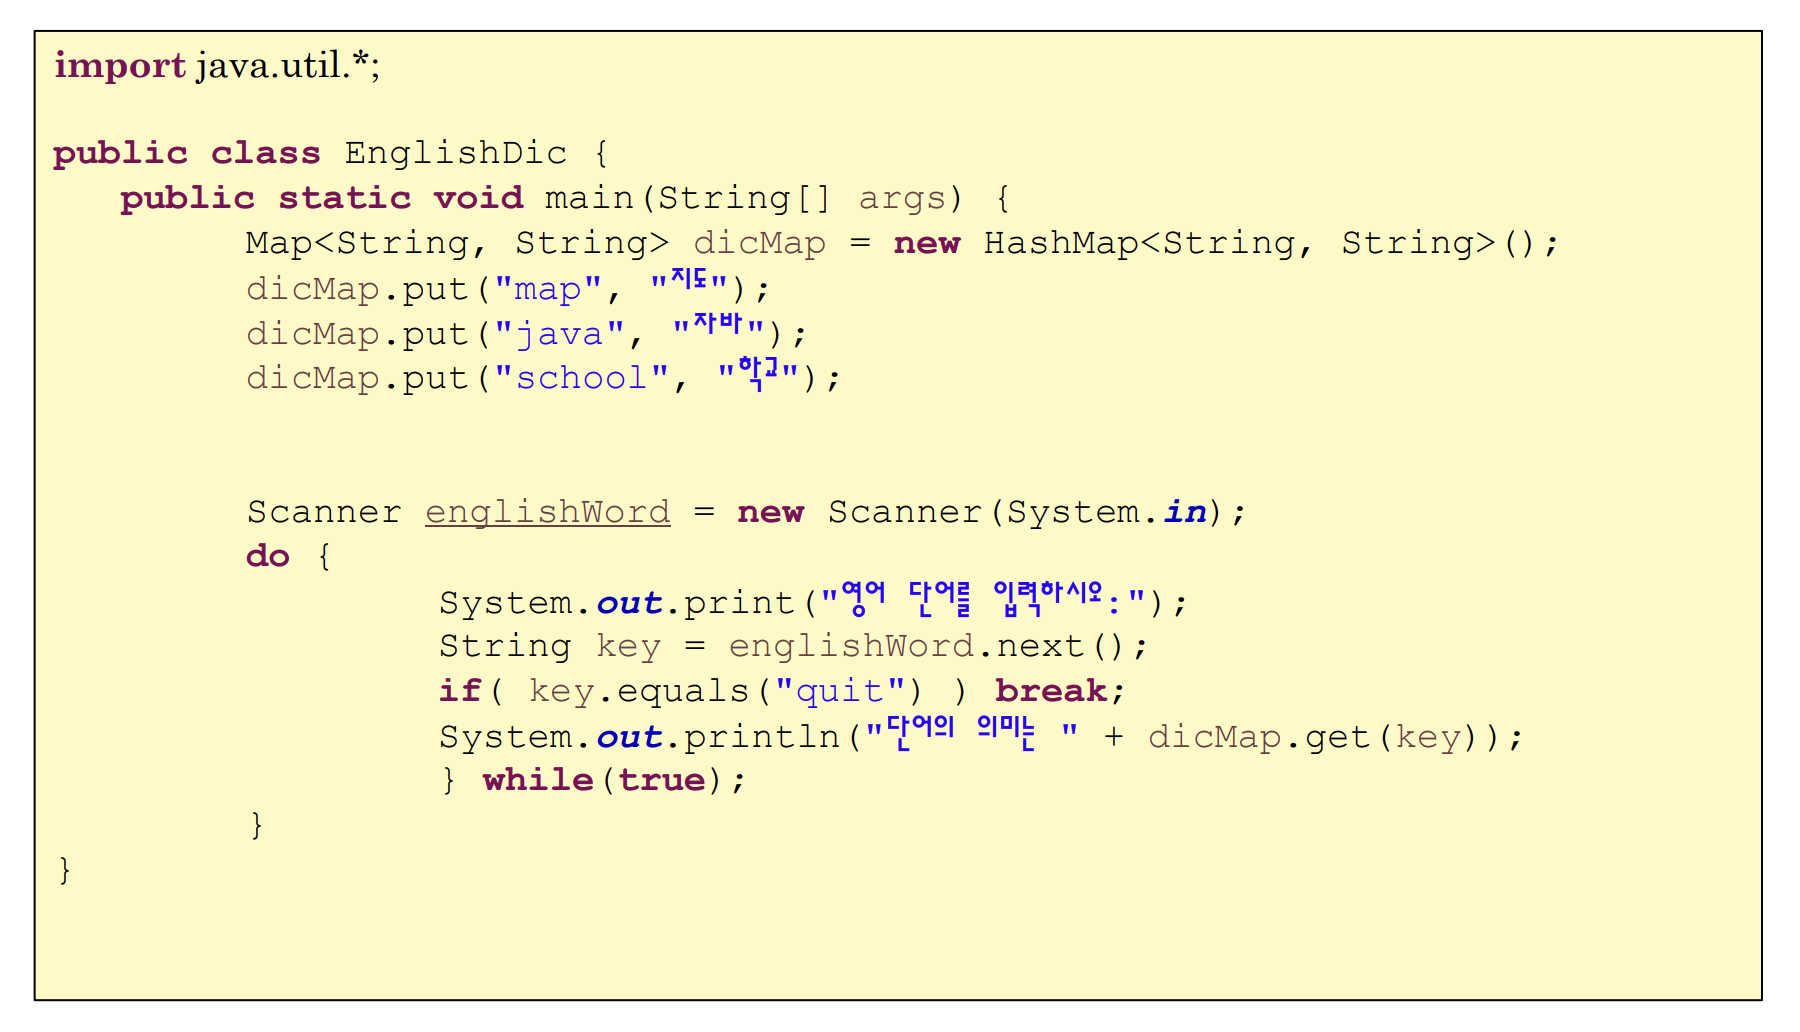 import java.util.*;
public class EnglishDic {
public static void main(String[] args) {
Map<String, String> dicMap = new HashMap<String, String>();
dicMap.put("map", "지도");
dicMap.put("java", "자바");
dicMap.put("school", "학교");
Scanner englishWord = new Scanner(System.in);
do {
System.out.print("영어 단어를 입력하시오:");
String key = englishWord.next();
if( key.equals("quit") ) break;
System.out.println("단어의 의미는 " + dicMap.get(key));
} while(true);
}
}